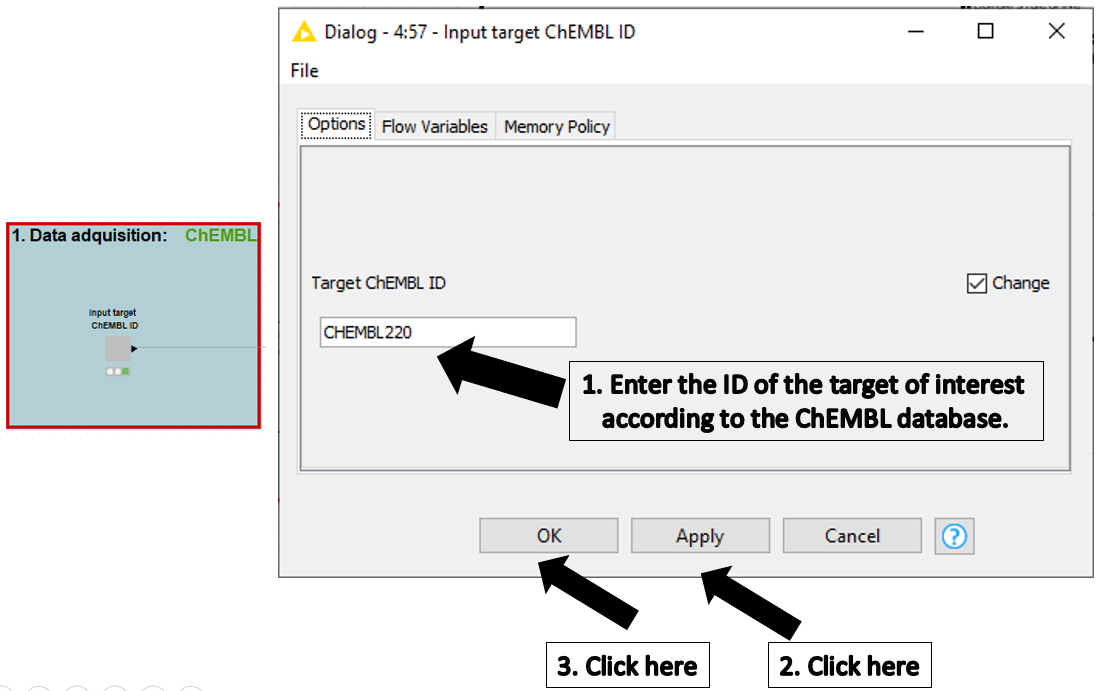 Dialog - 4:57 - Input target ChEMBL ID
File
Options Flow Variables Memory Policy
1. Data adquisition: ChEMBL
Target ChEMBL ID
Change
Input target
ChEMBL ID
CHEMBL220
1. Enter the ID of the target of interest
according to the ChEMBL database.
OK Apply Cancel ?
3. Click here
2. Click here